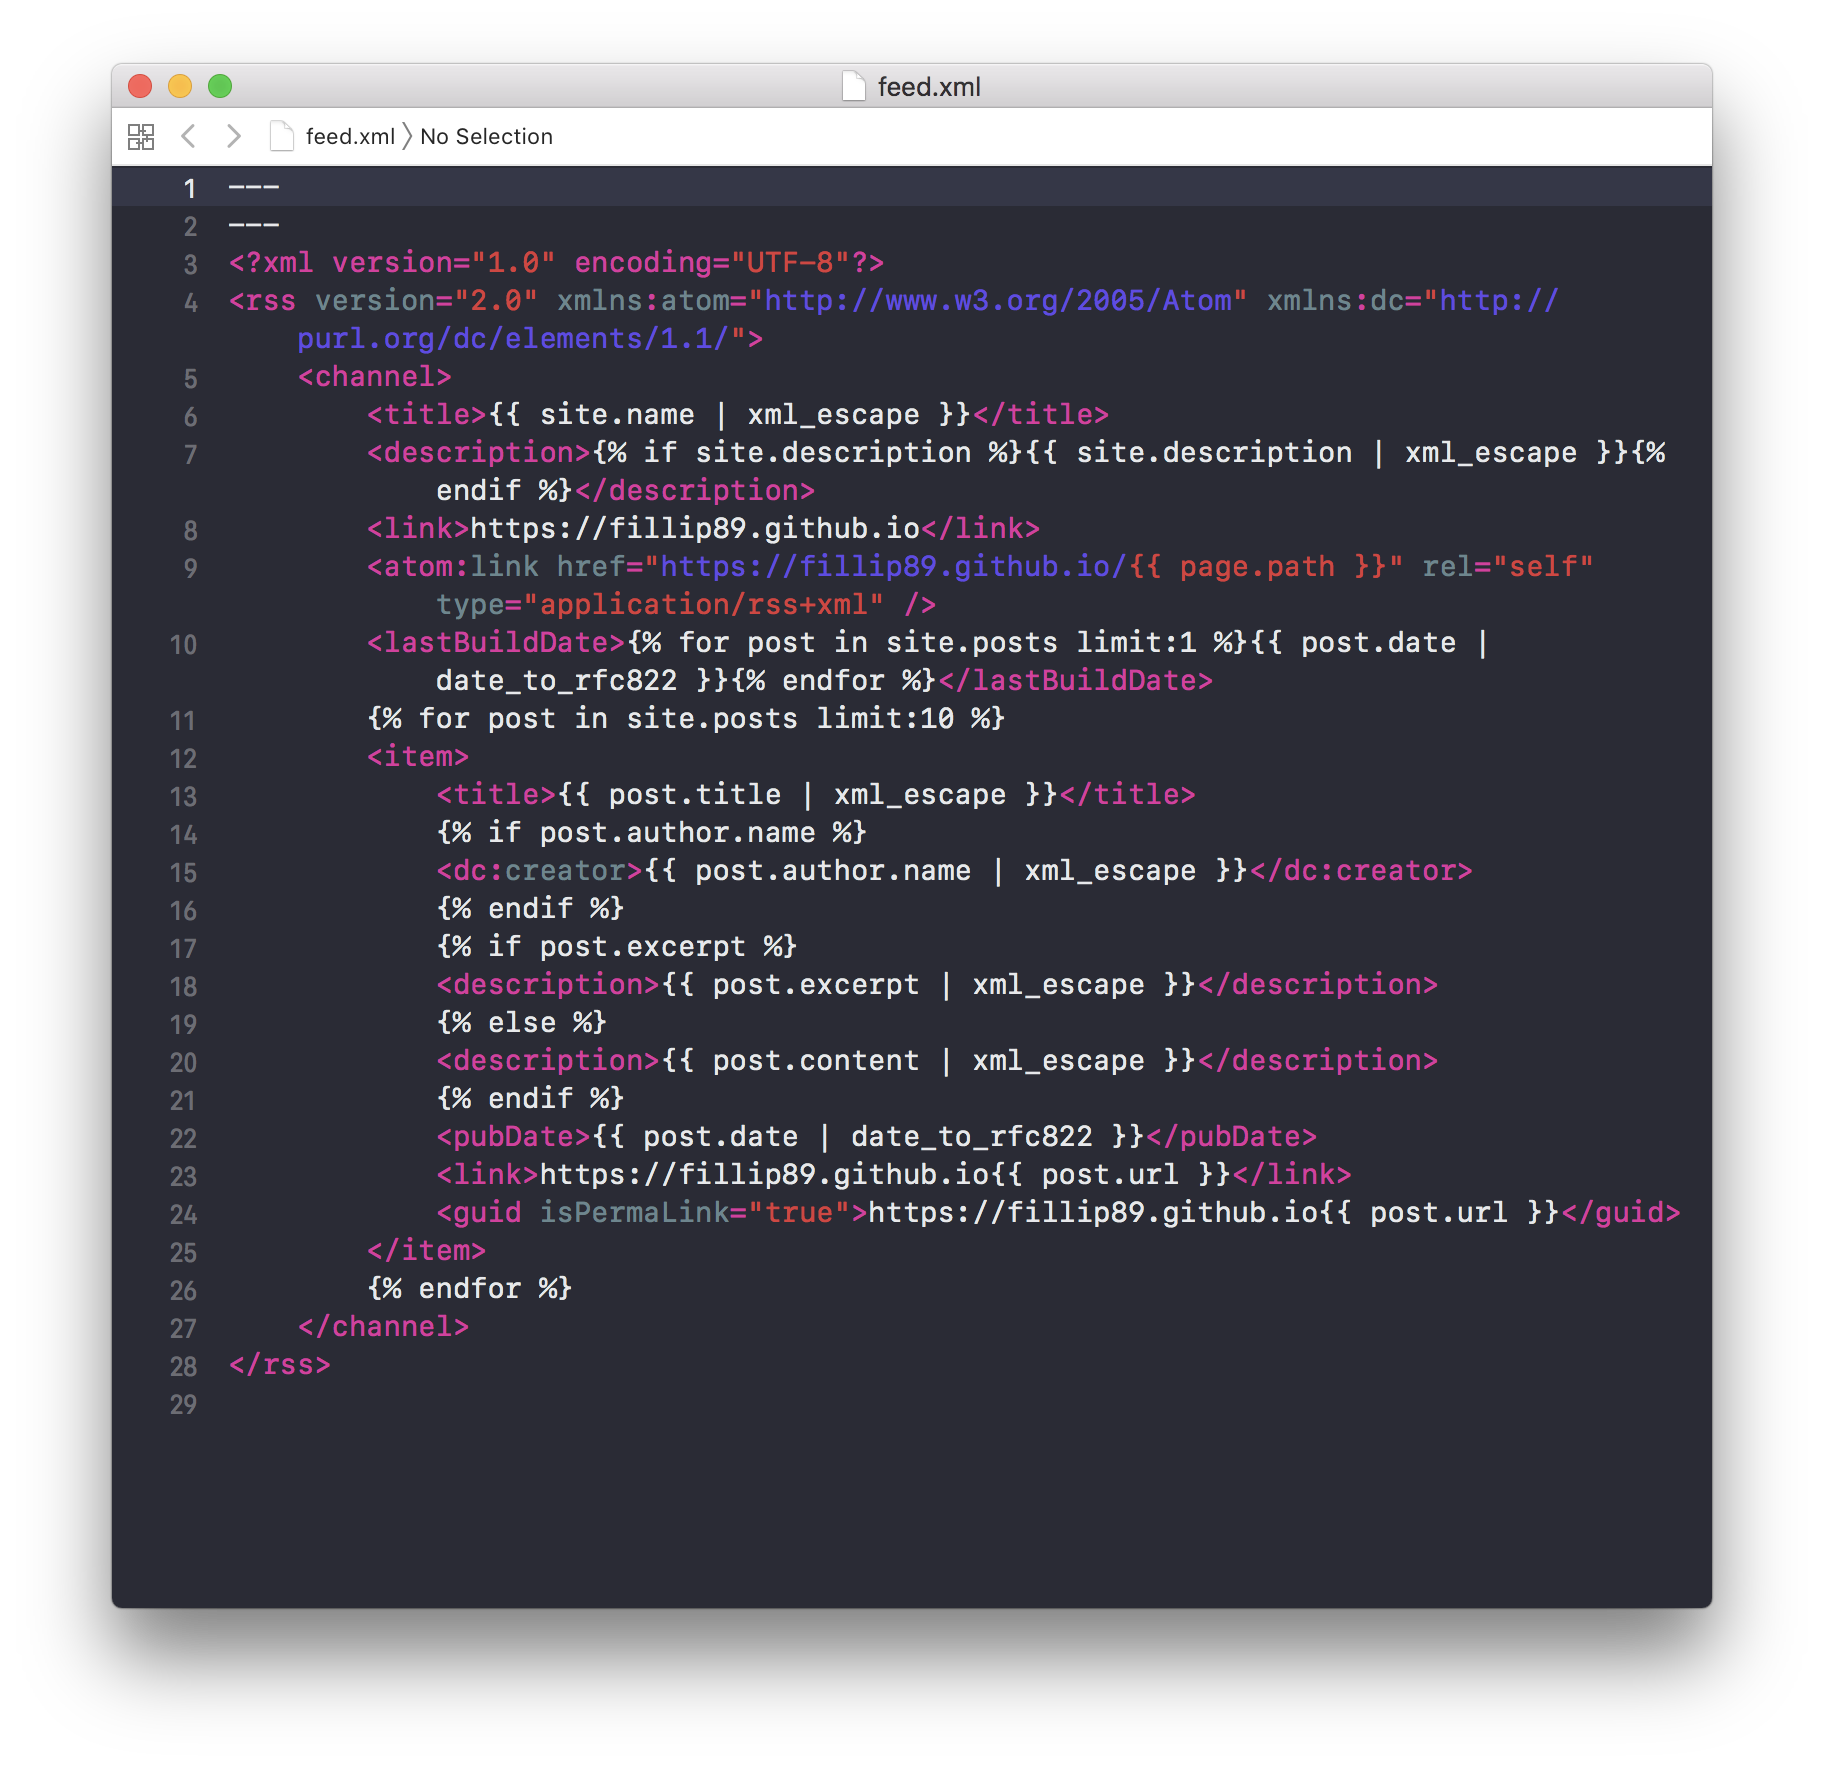 feed.xml
feed.xml 〉 No Selection
1 ---
2 ---
3 <?xml version="1.0" encoding="UTF-8"?>
4 <rss version="2.0" xmlns:atom="http://www.w3.org/2005/Atom" xmlns:dc="http://
purl.org/dc/elements/1.1/">
5 <channel>
6 <title>{{ site.name | xml_escape }}</title>
7 <description>{% if site.description %}{{ site.description | xml_escape }}{%
endif %}</description>
8 <link>https://fillip89.github.io</link>
9 <atom:link href="https://fillip89.github.io/{{ page.path }}" rel="self"
type="application/rss+xml" />
10 <lastBuildDate>{% for post in site.posts limit:1 %}{{ post.date |
date_to_rfc822 }}{% endfor %}</lastBuildDate>
11 {% for post in site.posts limit:10 %}
12 <item>
13 <title>{{ post.title | xml_escape }}</title>
14 {% if post.author.name %}
15 <dc:creator>{{ post.author.name | xml_escape }}</dc:creator>
16 {% endif %}
17 {% if post.excerpt %}
18 <description>{{ post.excerpt | xml_escape }}</description>
19 {% else %}
20 <description>{{ post.content | xml_escape }}</description>
21 {% endif %}
22 <pubDate>{{ post.date | date_to_rfc822 }}</pubDate>
23 <link>https://fillip89.github.io{{ post.url }}</link>
24 <guid isPermaLink="true">https://fillip89.github.io{{ post.url }}</guid>
25 </item>
26 {% endfor %}
27 </channel>
28 </rss>
29